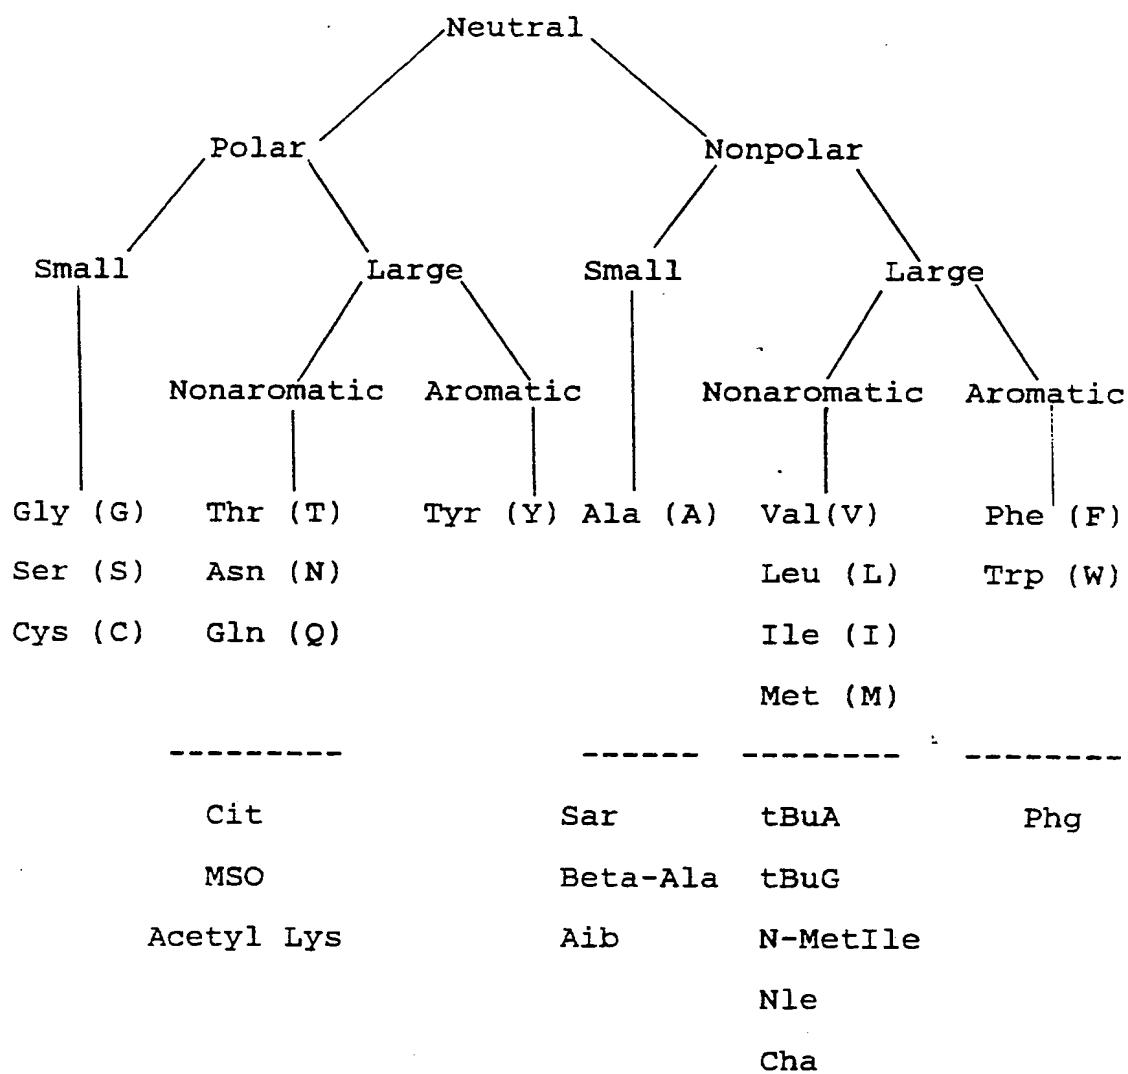 Neutral
Polar Nonpolar
Small Large Small Large
Nonaromatic Aromatic Nonaromatic Aromatic
Gly (G) Thr (T) Tyr (Y) Ala (A) Val(V) Phe (F)
Ser (S) Asn (N) Leu (L) Trp (W)
Cys (C) Gln (Q) Ile (I)
Met (M)
--------- ------ -------- --------
Cit Sar tBuA Phg
MSO Beta-Ala tBuG
Acetyl Lys Aib N-MetIle
Nle
Cha